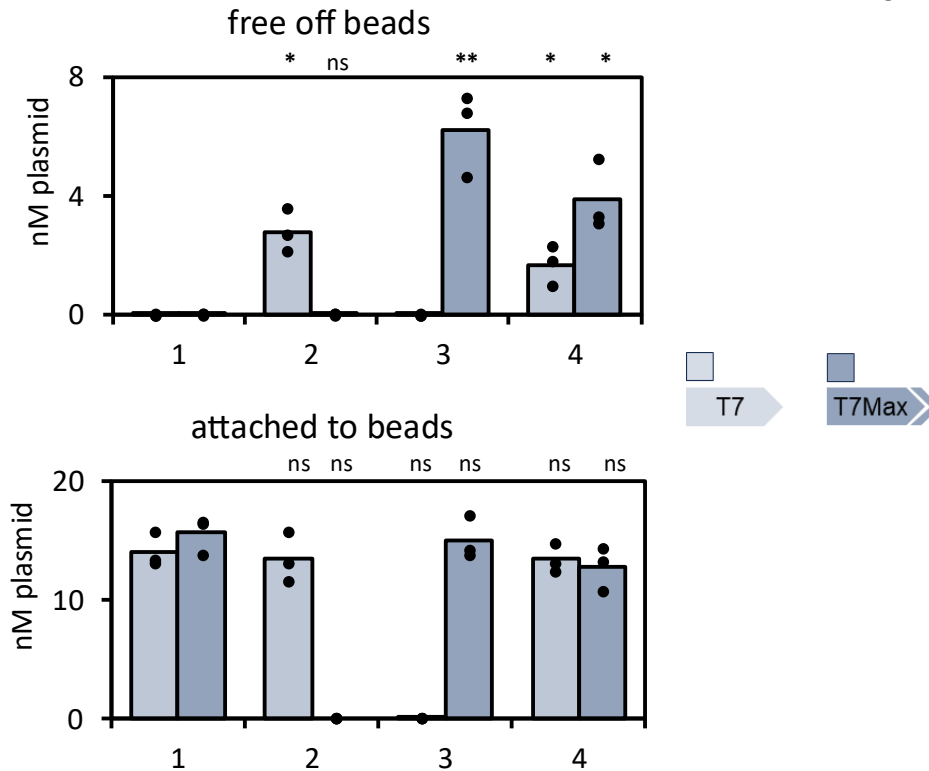 free off beads
* ns ** * *
8
4
0
nM plasmid
1 2 3 4
T7 T7Max
attached to beads
ns ns ns ns ns ns
20
10
0
nM plasmid
1 2 3 4